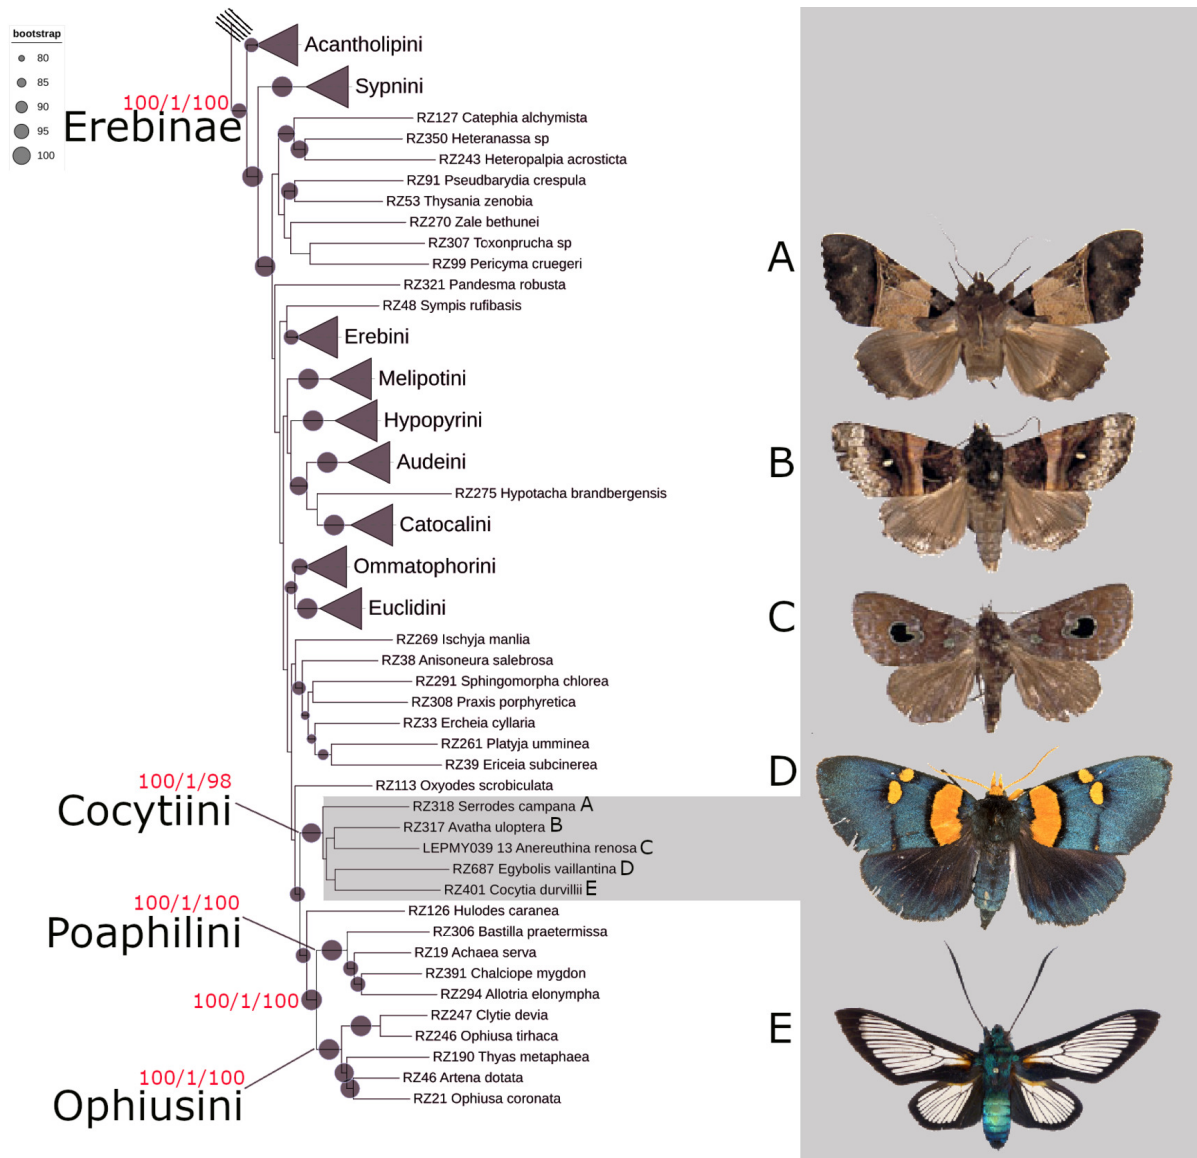 bootstrap
80
85
90
95
100
Acantholipini
Sypnini
100/1/100
Erebinae
RZ127 Catephia alchymista
RZ350 Heteranassa sp
RZ243 Heteropalpia acrosticta
RZ91 Pseudbarydia crespula
RZ53 Thysania zenobia
RZ270 Zale bethunei
RZ307 Toxonprucha sp
RZ99 Pericyma cruegeri
RZ321 Pandesma robusta
RZ48 Sympis rufibasis
Erebini
Melipotini
Hypopyrini
Audeini
RZ275 Hypotacha brandbergensis
Catocalini
Ommatophorini
Euclidini
RZ269 Ischyja manlia
RZ38 Anisoneura salebrosa
RZ291 Sphingomorpha chlorea
RZ308 Praxis porphyretica
RZ33 Ercheia cyllaria
RZ261 Platyja umminea
RZ39 Ericeia subcinerea
RZ113 Oxyodes scrobiculata
100/1/98
Cocytiini
RZ318 Serrodes campana A
RZ317 Avatha uloptera B
LEPMY039 13 Anereuthina renosa C
RZ687 Egybolis vaillantina D
RZ401 Cocytia durvillii E
100/1/100
Poaphilini
RZ126 Hulodes caranea
RZ306 Bastilla praetermissa
RZ19 Achaea serva
RZ391 Chalciope mygdon
RZ294 Allotria elonympha
100/1/100
RZ247 Clytie devia
RZ246 Ophiusa tirhaca
RZ190 Thyas metaphaea
RZ46 Artena dotata
RZ21 Ophiusa coronata
100/1/100
Ophiusini
A
B
C
D
E